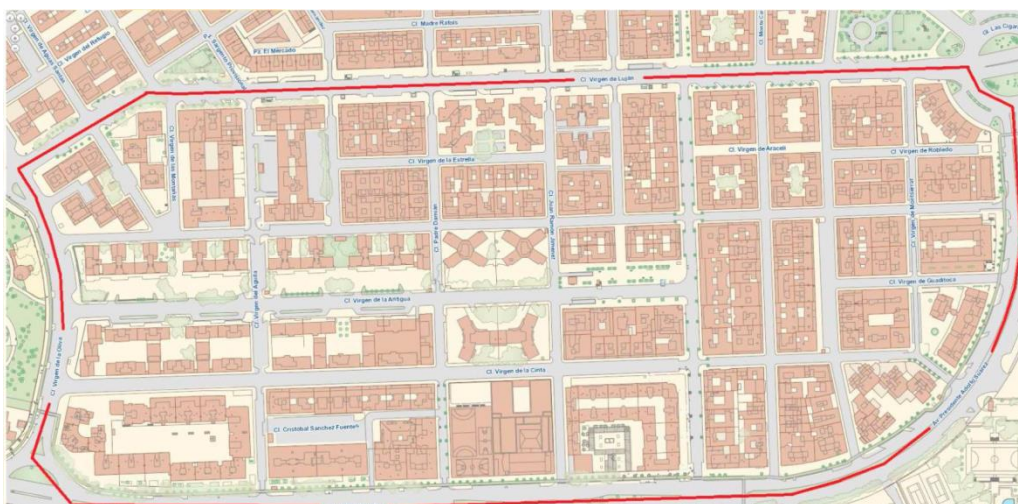 Cl. Madre Rafols
Cl. Virgen del Refugio
Pz. El Mercado
Cl. Virgen de Luján
Cl. Virgen de las Montañas
Cl. Virgen de la Estrella
Cl. Virgen de Araceli
Cl. Virgen de Robledo
Cl. Padre Damián
Cl. Juan Ramón Jiménez
Cl. Virgen de Montserrat
Cl. Virgen del Águila
Cl. Virgen de la Antigua
Cl. Virgen de Guaditoca
Cl. Virgen de la Oliva
Cl. Virgen de la Cinta
Av. Presidente Adolfo Suárez
Cl. Cristóbal Sánchez Fuentes